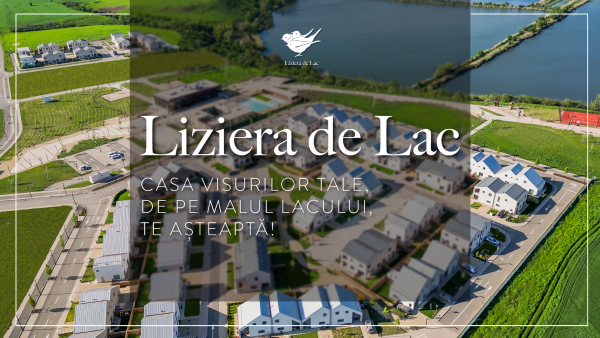 Liziera de Lac
Liziera de Lac
CASA VISURILOR TALE,
DE PE MALUL LACULUI,
TE AȘTEAPTĂ!